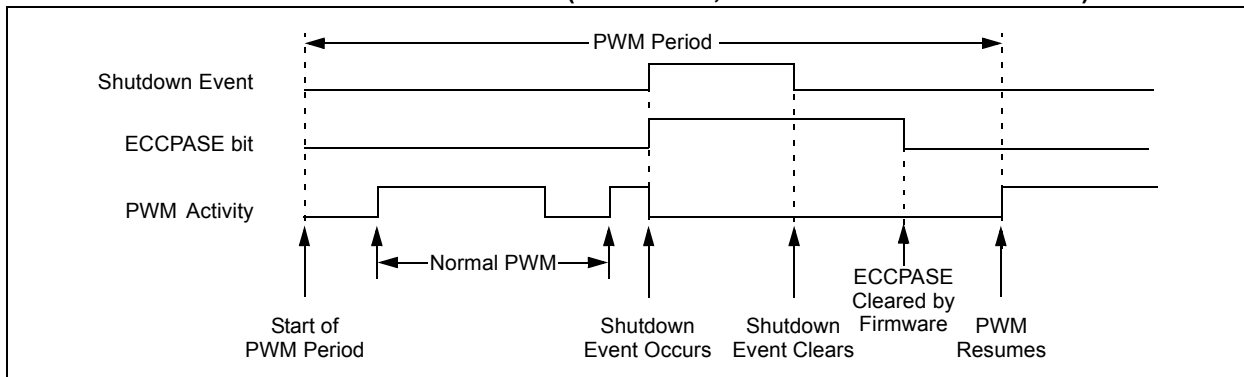 PWM Period
Shutdown Event
ECCPASE bit
PWM Activity
Normal PWM
Start of
PWM Period
Shutdown
Event Occurs
Shutdown
Event Clears
ECCPASE
Cleared by
Firmware
PWM
Resumes